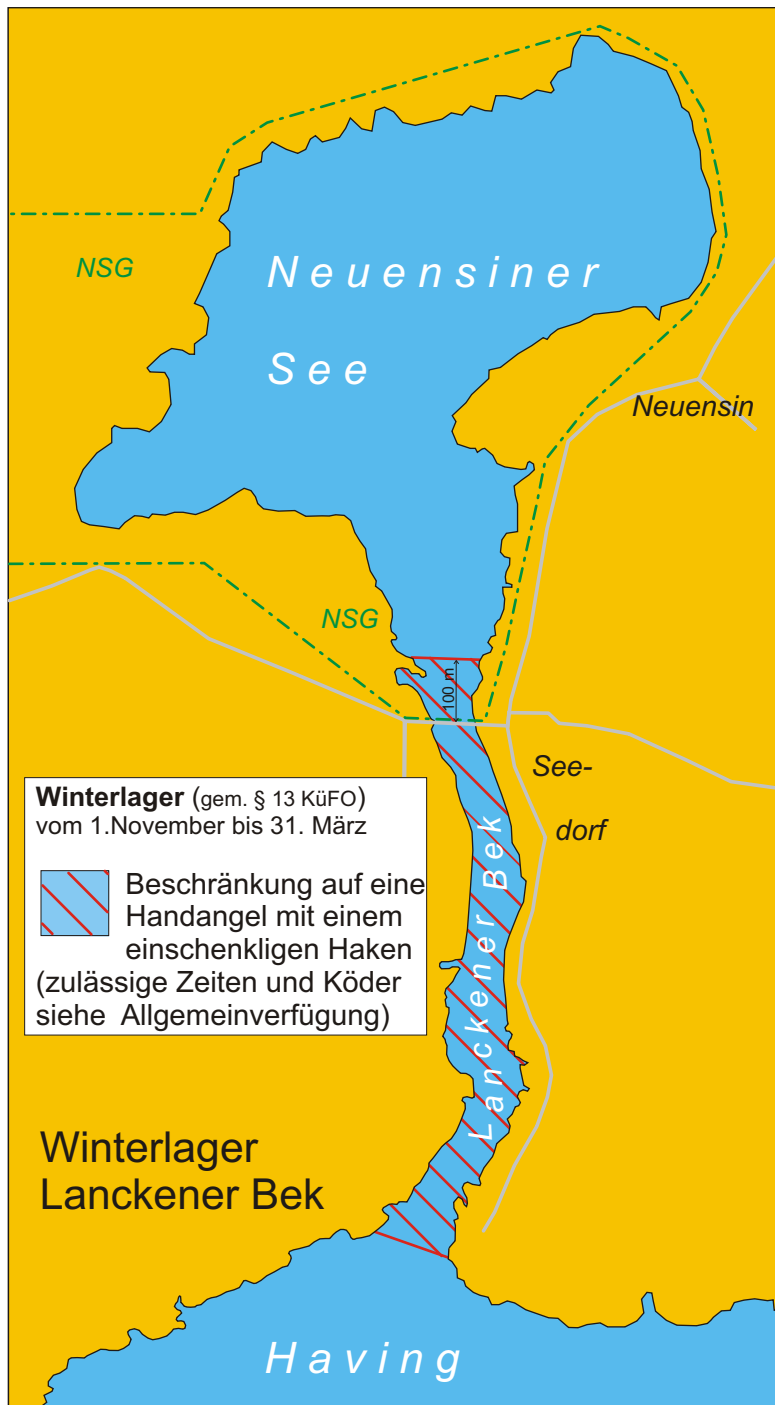 NSG
Neuensiner
See
Neuensin
NSG
100 m
See-
dorf
Winterlager (gem. § 13 KüFO)
vom 1.November bis 31. März
Beschränkung auf eine
Handangel mit einem
einschenkligen Haken
(zulässige Zeiten und Köder
siehe Allgemeinverfügung)
Lanckener Bek
Winterlager
Lanckener Bek
Having